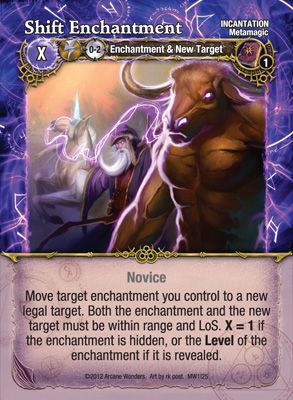 Shift Enchantment
INCANTATION
Metamagic
X
0-2
Enchantment & New Target
1
Novice
Move target enchantment you control to a new
legal target. Both the enchantment and the new
target must be within range and LoS. X = 1 if
the enchantment is hidden, or the Level of the
enchantment if it is revealed.
©2012 Arcane Wonders. Art by rk post. MW1I25